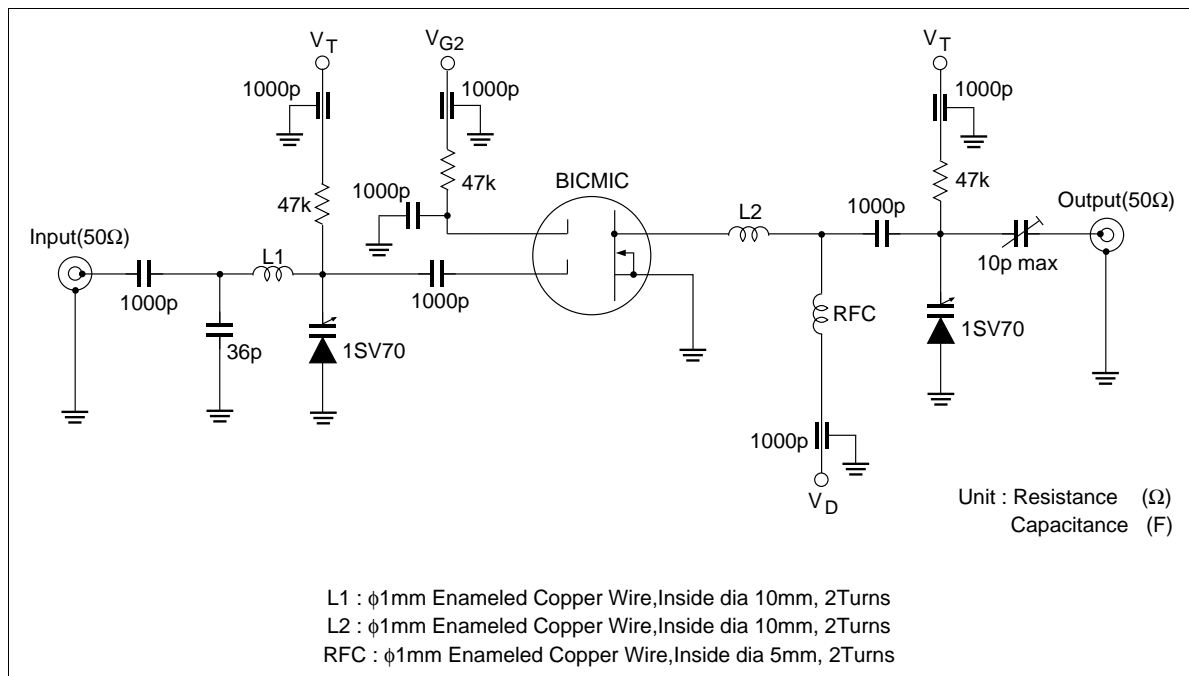 V_T
V_G2
V_T
1000p
1000p
1000p
47k
BICMIC
47k
1000p
47k
L2
1000p
Output(50Ω)
Input(50Ω)
L1
10p max
1000p
1000p
RFC
1SV70
36p
1SV70
1000p
V_D
Unit : Resistance (Ω)
Capacitance (F)
L1 : ϕ1mm Enameled Copper Wire,Inside dia 10mm, 2Turns
L2 : ϕ1mm Enameled Copper Wire,Inside dia 10mm, 2Turns
RFC : ϕ1mm Enameled Copper Wire,Inside dia 5mm, 2Turns